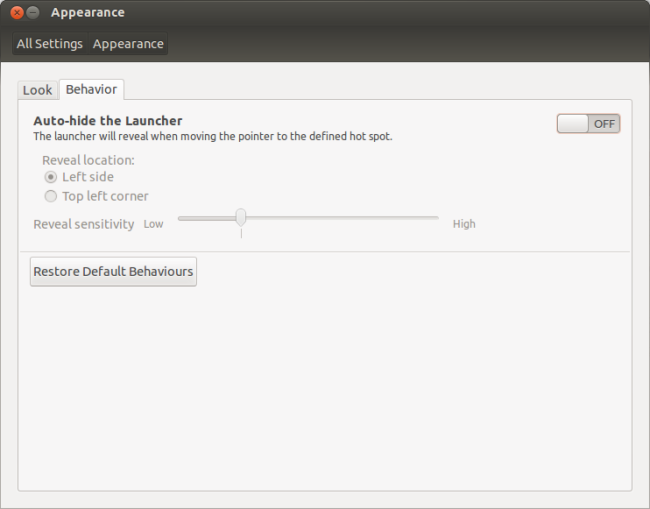 Appearance
All Settings Appearance
Look Behavior
Auto-hide the Launcher
The launcher will reveal when moving the pointer to the defined hot spot.
OFF
Reveal location:
Left side
Top left corner
Reveal sensitivity Low High
Restore Default Behaviours